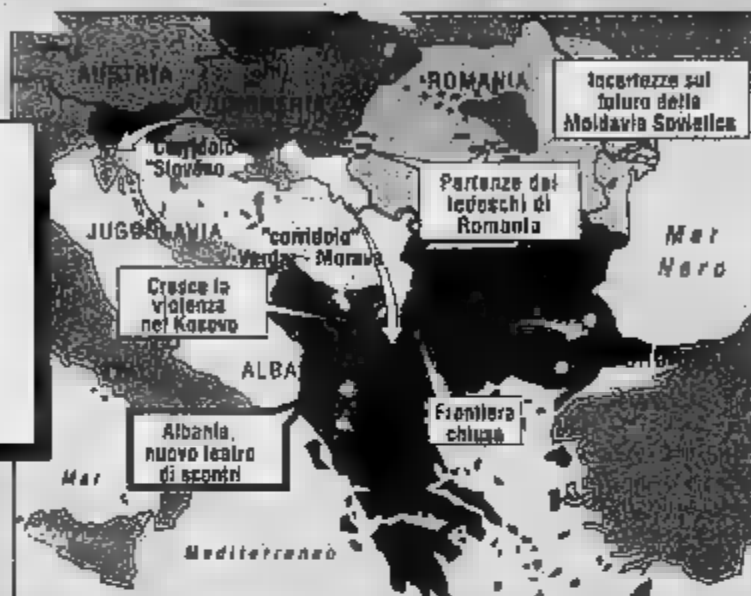 AUSTRIA
ROMANIA
Incertezze sul
futuro della
Moldavia Sovietica
"Corridoio"
Sloveno
Partenze dei
tedeschi di
Romania
JUGOSLAVIA
"corridoio"
Vardar - Morava
Mar
Nero
Cresce la
violenza
nel Kosovo
ALBA
Frontiera
chiusa
Albania,
nuovo teatro
di scontri
Mar
Mediterraneo